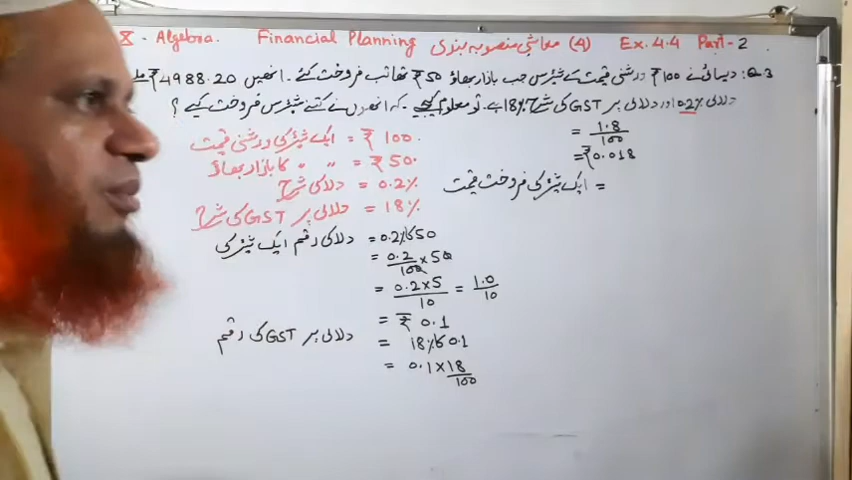 X - Algebra. Financial Planning معاشی منصوبہ بندی (4) Ex. 4.4 Part-2
Q.3: دیسائی نے ₹100 درشنی قیمت کے شیئرس جب بازار بھاؤ ₹50 تھا تب فروخت کئے۔ انھیں ₹4988.20
دلالی 0.2% اور دلالی پر GST کی شرح 18% ہے۔ تو معلوم کیجیے کہ انھوں نے کتنے شیئرس فروخت کیے؟
ایک شیئر کی درشنی قیمت = ₹100
" " کا بازار بھاؤ = ₹50
دلالی کی شرح = 0.2%
دلالی پر GST کی شرح = 18%
ایک شیئر کی دلالی کی رقم = 0.2% کا 50
= 0.2/100 × 50
= 0.2×5/10 = 1.0/10
= ₹ 0.1
دلالی پر GST کی رقم = 18% کا 0.1
= 0.1 × 18/100
= 1.8/100
= ₹0.018
ایک شیئر کی فروخت قیمت =